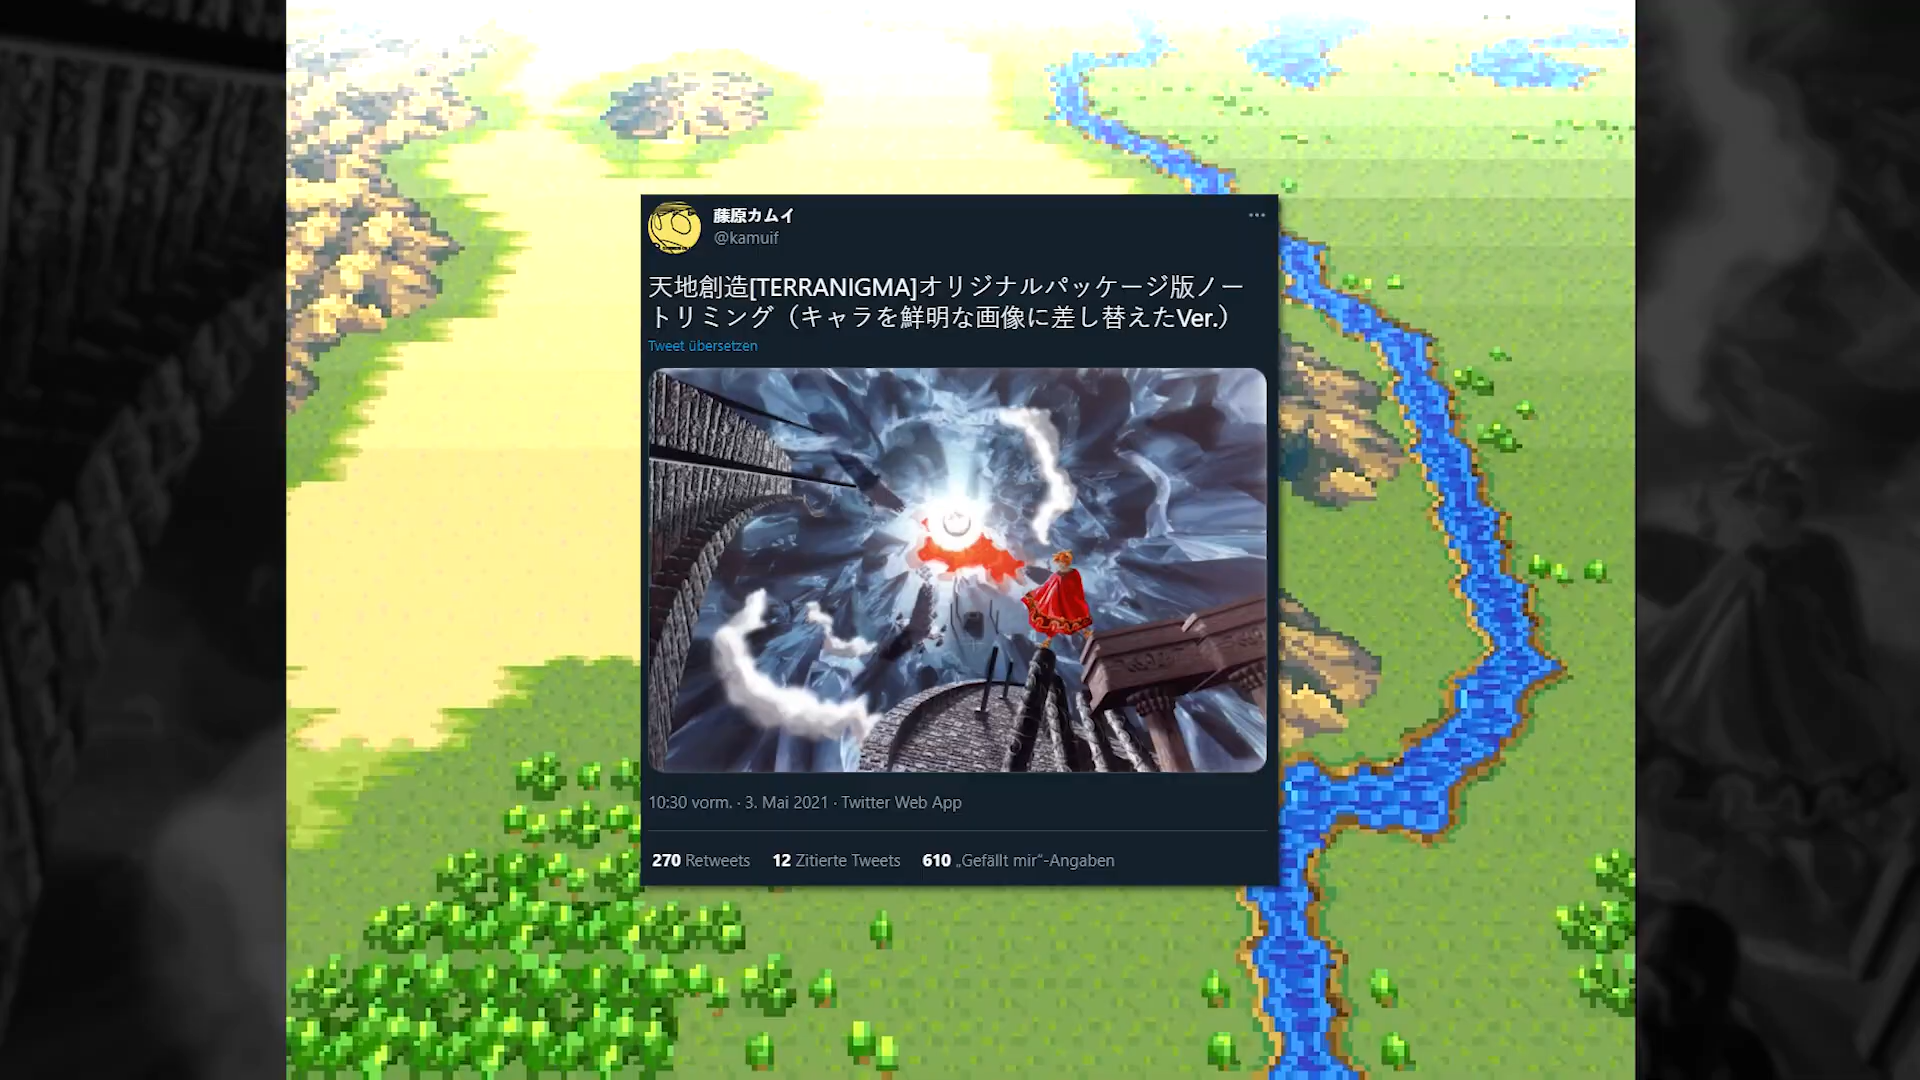 藤原カムイ
@kamuif
天地創造[TERRANIGMA]オリジナルパッケージ版ノー
トリミング（キャラを鮮明な画像に差し替えたVer.）
Tweet übersetzen
10:30 vorm. · 3. Mai 2021 · Twitter Web App
270 Retweets 12 Zitierte Tweets 610 „Gefällt mir“-Angaben